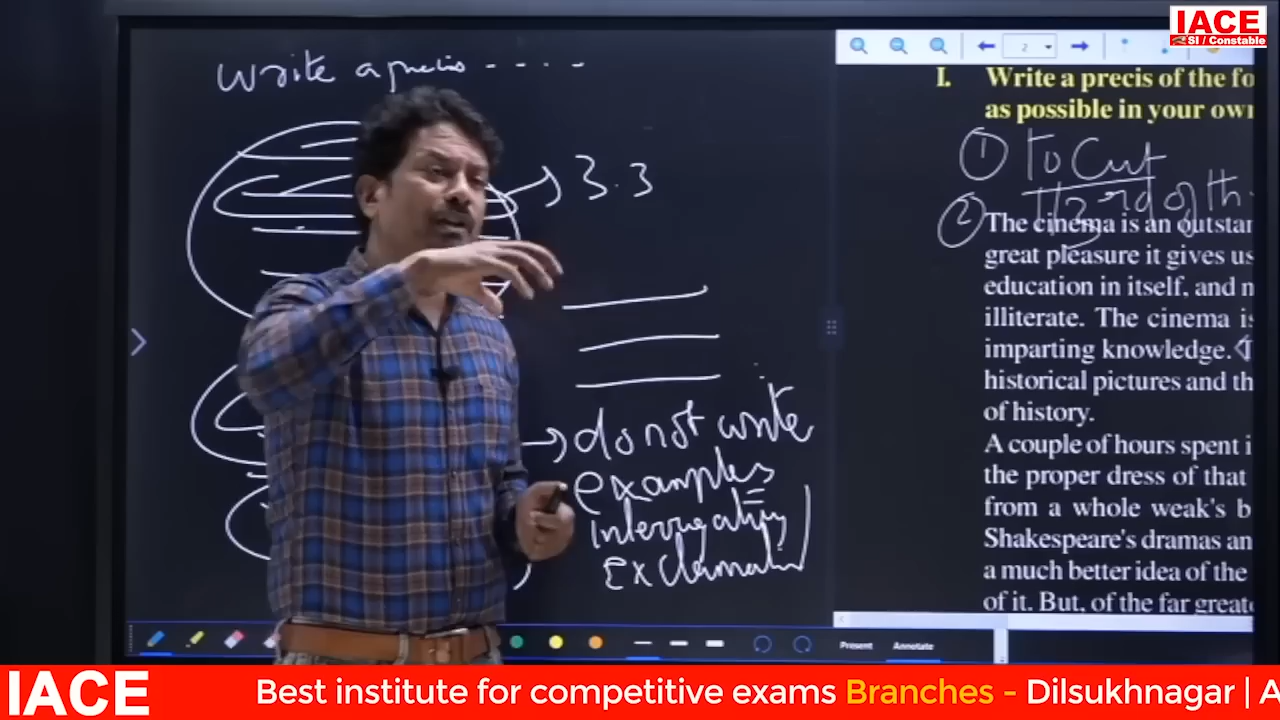 IACE
SI / Constable
Write a precis - - - -
3.3
do not write
examples
Interrogative
Exclamation
2
I. Write a precis of the fo
as possible in your own
① To Cut
1/3 rd of th
②
The cinema is an outstan
great pleasure it gives us
education in itself, and m
illiterate. The cinema is
imparting knowledge. T
historical pictures and th
of history.
A couple of hours spent i
the proper dress of that
from a whole weak's b
Shakespeare's dramas an
a much better idea of the
of it. But, of the far greate
Present Annotate
IACE Best institute for competitive exams Branches - Dilsukhnagar | A